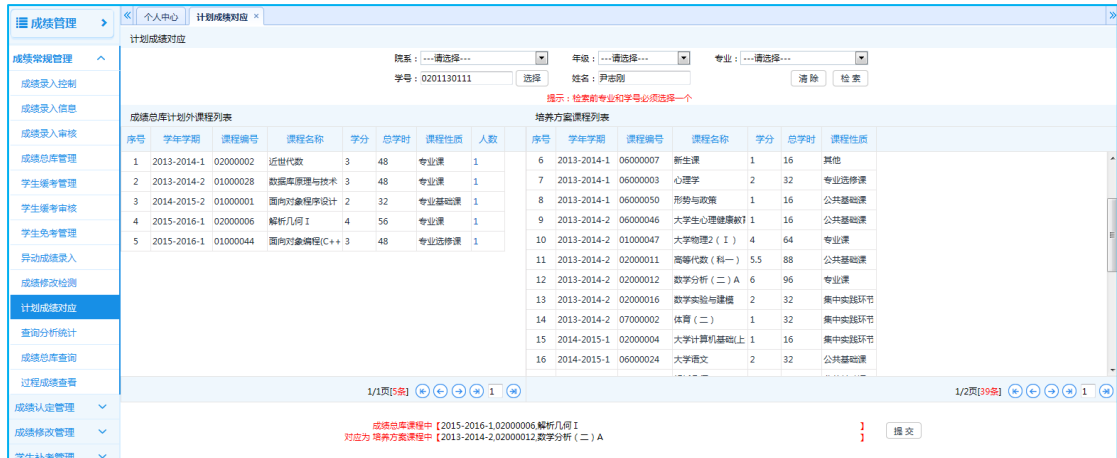 成绩管理
个人中心 计划成绩对应 ×
计划成绩对应
成绩常规管理
成绩录入控制
成绩录入信息
成绩录入审核
成绩总库管理
学生缓考管理
学生缓考审核
学生免考管理
异动成绩录入
成绩修改检测
计划成绩对应
查询分析统计
成绩总库查询
过程成绩查看
成绩认定管理
成绩修改管理
学生补考管理
院系：---请选择--- 年级：---请选择--- 专业：---请选择---
学号：0201130111 选择 姓名：尹志刚 清 除 检 索
提示：检索前专业和学号必须选择一个
成绩总库计划外课程列表
序号 学年学期 课程编号 课程名称 学分 总学时 课程性质 人数
1 2013-2014-1 02000002 近世代数 3 48 专业课 1
2 2013-2014-2 01000028 数据库原理与技术 3 48 专业课 1
3 2014-2015-2 01000001 面向对象程序设计 2 32 专业基础课 1
4 2015-2016-1 02000006 解析几何 I 4 56 专业课 1
5 2015-2016-1 01000044 面向对象编程(C++ 3 48 专业选修课 1
1/1页[5条] 1
培养方案课程列表
序号 学年学期 课程编号 课程名称 学分 总学时 课程性质
6 2013-2014-1 06000007 新生课 1 16 其他
7 2013-2014-1 06000003 心理学 2 32 专业选修课
8 2013-2014-1 06000050 形势与政策 1 16 公共基础课
9 2013-2014-2 06000046 大学生心理健康教 1 16 公共基础课
10 2013-2014-2 01000047 大学物理2（Ⅰ） 4 64 专业课
11 2013-2014-2 02000011 高等代数（科一） 5.5 88 公共基础课
12 2013-2014-2 02000012 数学分析（二）A 6 96 专业课
13 2013-2014-2 02000016 数学实验与建模 2 32 集中实践环节
14 2013-2014-2 07000002 体育（二） 1 32 集中实践环节
15 2014-2015-1 02000004 大学计算机基础(上 1 16 集中实践环节
16 2014-2015-1 06000024 大学语文 2 32 公共基础课
1/2页[39条] 1
成绩总库课程中【2015-2016-1,02000006,解析几何 I 】
对应为 培养方案课程中【2013-2014-2,02000012,数学分析（二）A 】
提 交